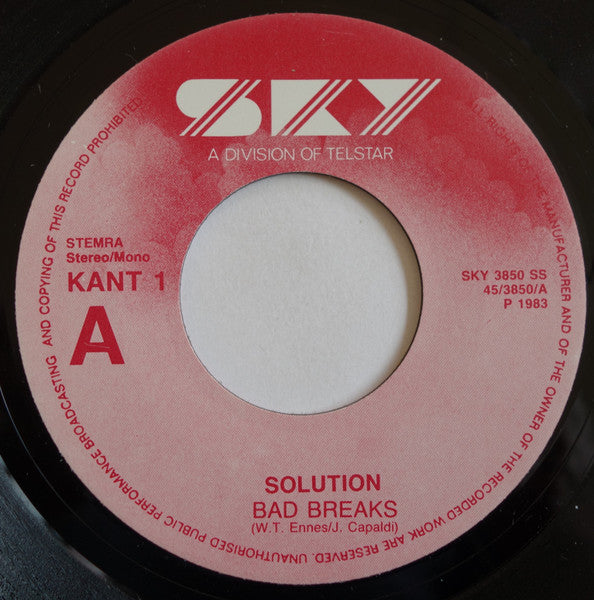 SKY
A DIVISION OF TELSTAR
STEMRA
Stereo/Mono
KANT 1
A
SKY 3850 SS
45/3850/A
P 1983
SOLUTION
BAD BREAKS
(W.T. Ennes/J. Capaldi)
ALL RIGHTS OF THE MANUFACTURER AND OF THE OWNER OF THE RECORDED WORK ARE RESERVED. UNAUTHORISED PUBLIC PERFORMANCE BROADCASTING AND COPYING OF THIS RECORD PROHIBITED